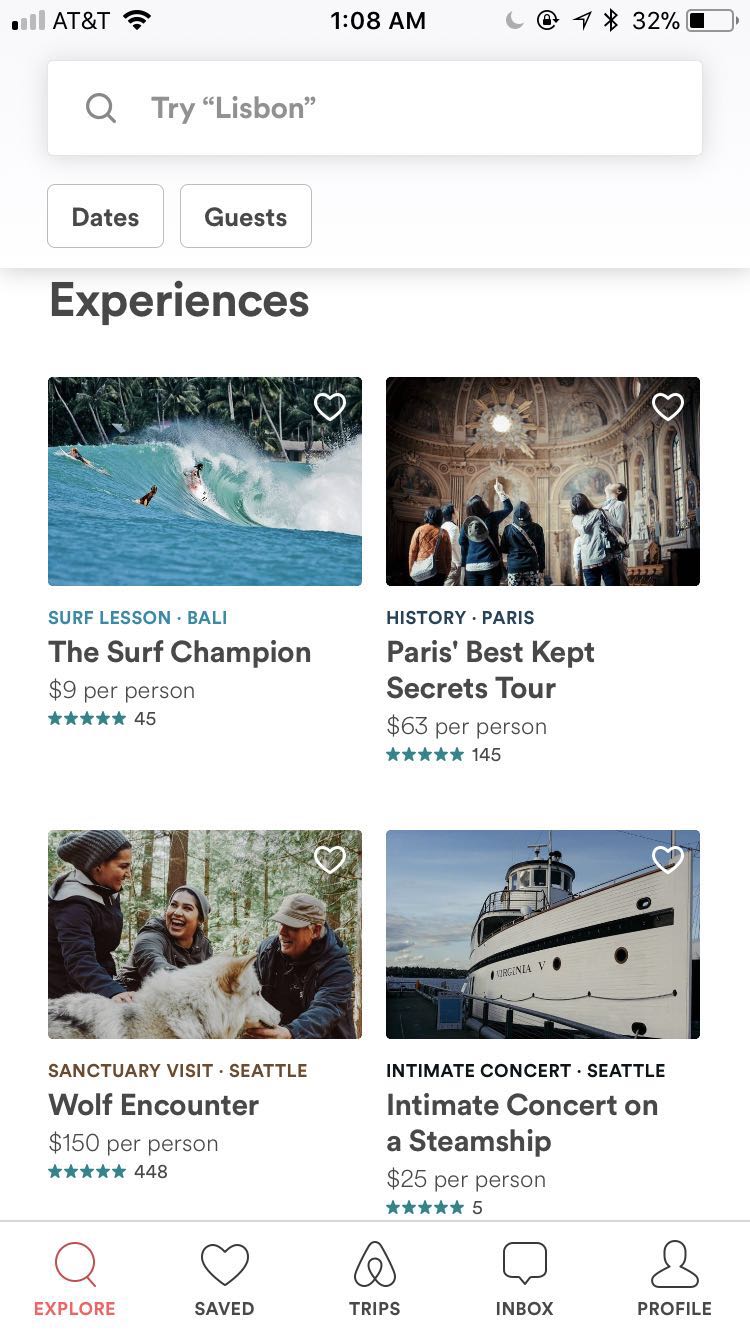 AT&T
1:08 AM
32%
Try “Lisbon”
Dates
Guests
Experiences
SURF LESSON · BALI
The Surf Champion
$9 per person
45
HISTORY · PARIS
Paris' Best Kept
Secrets Tour
$63 per person
145
SANCTUARY VISIT · SEATTLE
Wolf Encounter
$150 per person
448
VIRGINIA V
INTIMATE CONCERT · SEATTLE
Intimate Concert on
a Steamship
$25 per person
5
EXPLORE
SAVED
TRIPS
INBOX
PROFILE